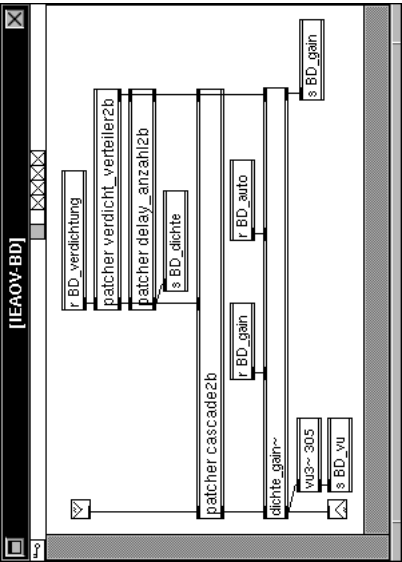 [IEAOV-BD]
r BD_verdichtung
patcher verdicht_verteiler2b
patcher delay_anzahl2b
s BD_dichte
patcher cascade2b
r BD_gain
r BD_auto
dichte_gain~
vu3~ 305
s BD_vu
s BD_gain